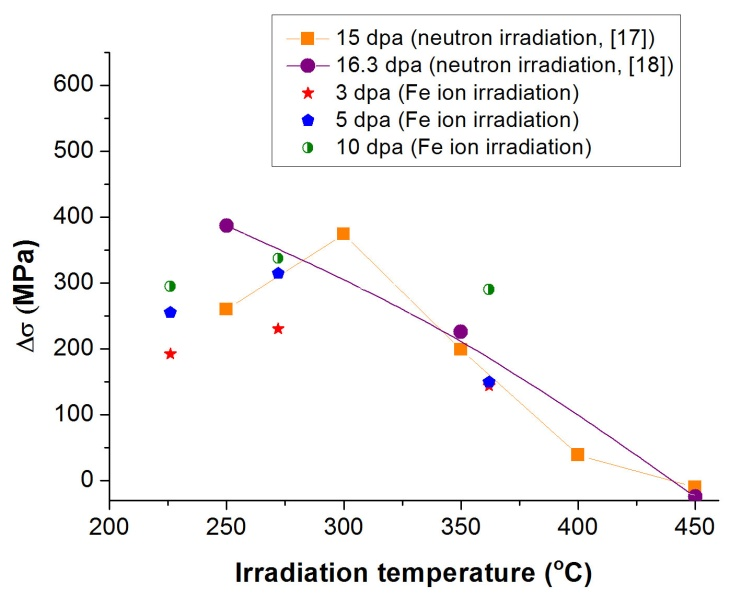 15 dpa (neutron irradiation, [17])
16.3 dpa (neutron irradiation, [18])
3 dpa (Fe ion irradiation)
5 dpa (Fe ion irradiation)
10 dpa (Fe ion irradiation)
600
500
400
300
200
100
0
Δσ (MPa)
200 250 300 350 400 450
Irradiation temperature (°C)